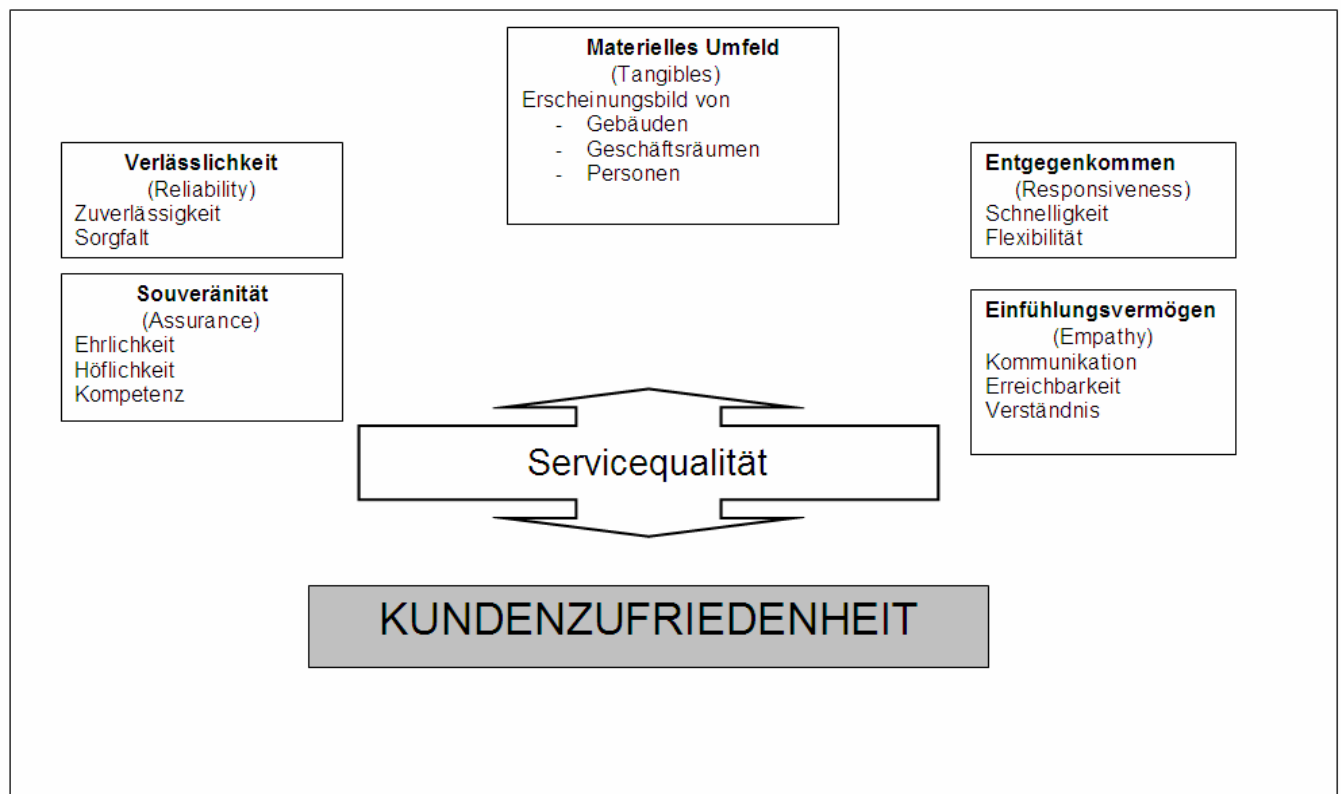 Materielles Umfeld
(Tangibles)
Erscheinungsbild von
- Gebäuden
- Geschäftsräumen
- Personen
Verlässlichkeit
(Reliability)
Zuverlässigkeit
Sorgfalt
Entgegenkommen
(Responsiveness)
Schnelligkeit
Flexibilität
Souveränität
(Assurance)
Ehrlichkeit
Höflichkeit
Kompetenz
Einfühlungsvermögen
(Empathy)
Kommunikation
Erreichbarkeit
Verständnis
Servicequalität
KUNDENZUFRIEDENHEIT